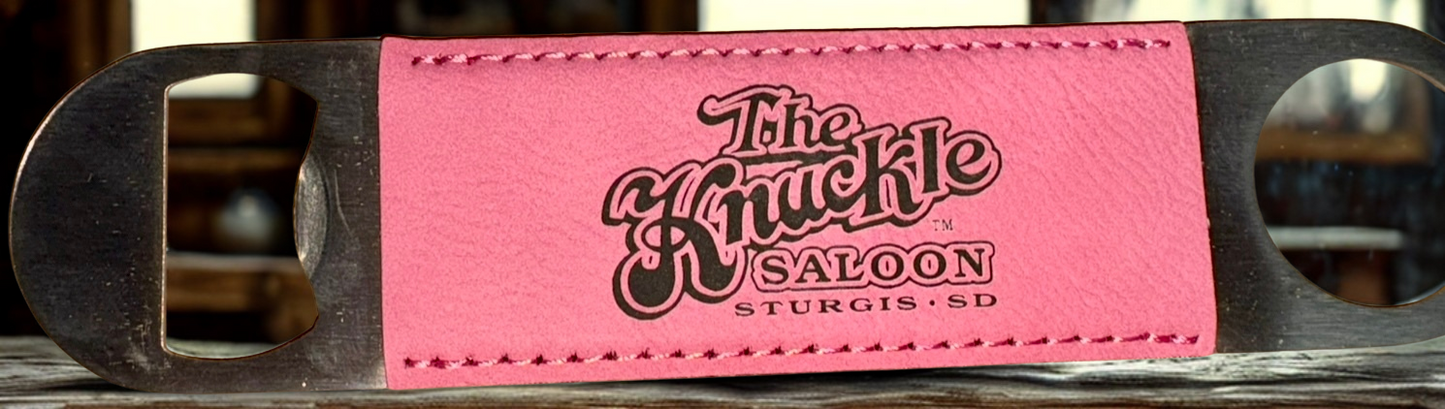 The
Knuckle
™
SALOON
STURGIS · SD